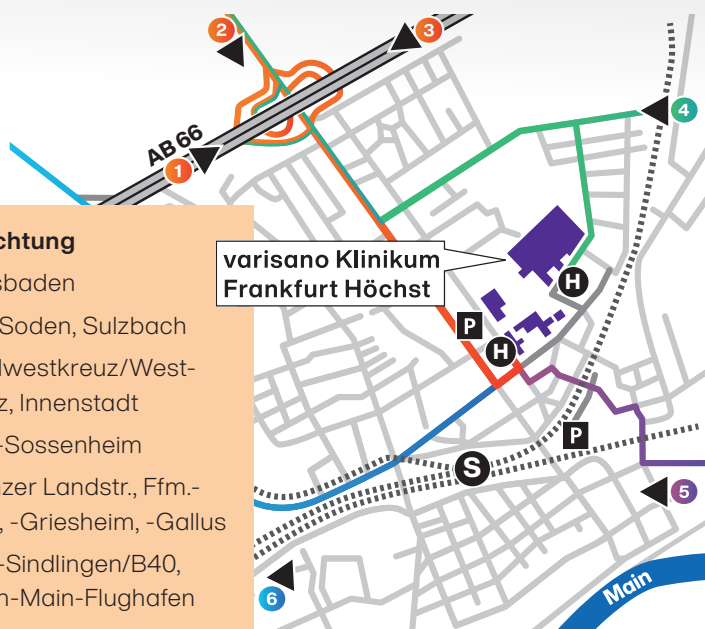 2
3
AB 66
1
4
chtung
sbaden
Soden, Sulzbach
lwestkreuz/West-
z, Innenstadt
-Sossenheim
nzer Landstr., Ffm.-
, -Griesheim, -Gallus
-Sindlingen/B40,
n-Main-Flughafen
varisano Klinikum
Frankfurt Höchst
H
P
H
P
S
5
6
Main